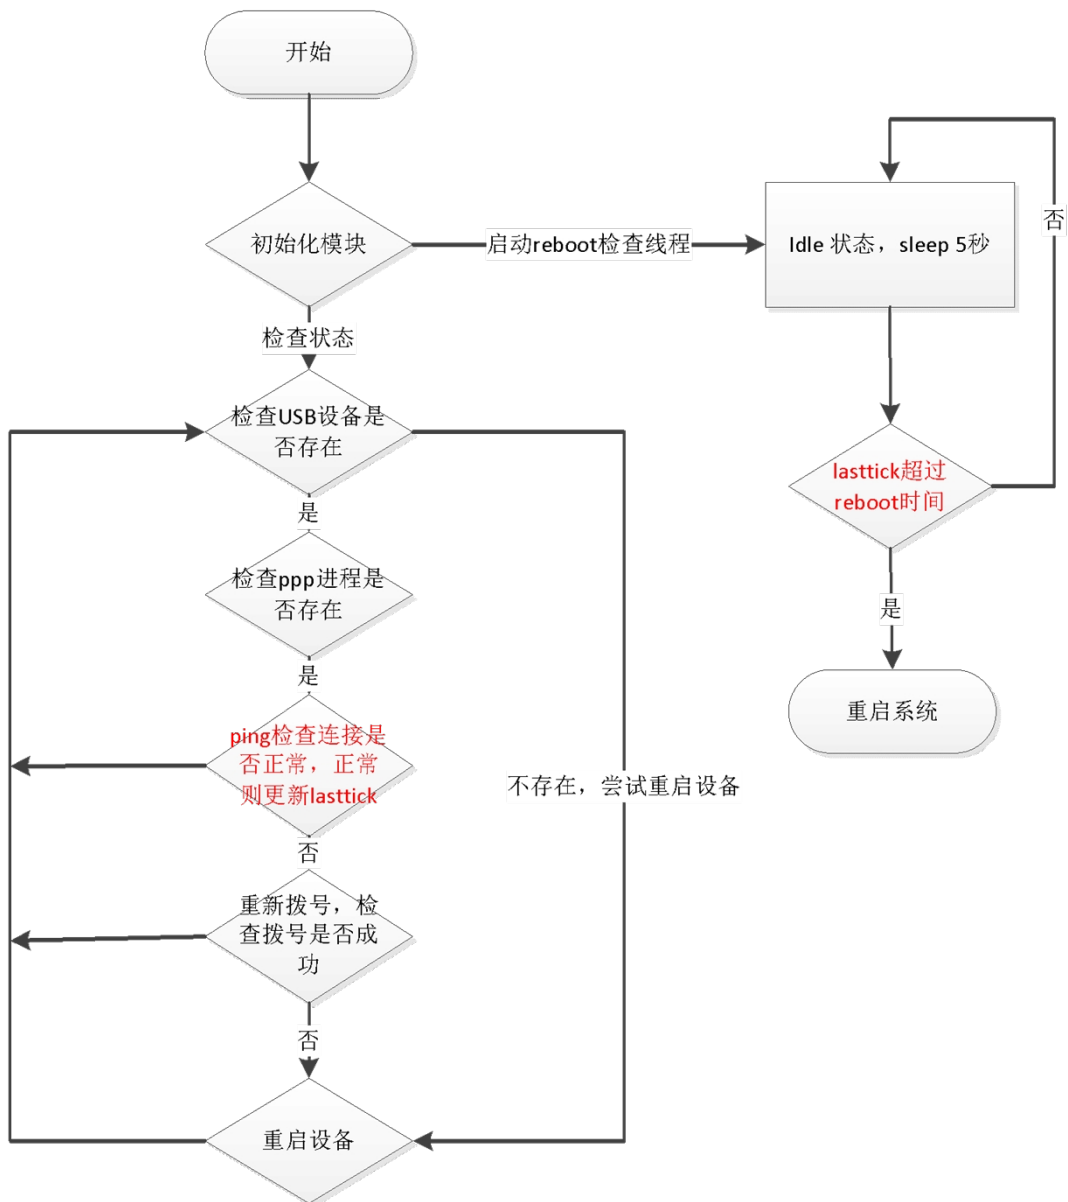 开始
初始化模块
启动reboot检查线程
Idle 状态，sleep 5秒
否
检查状态
检查USB设备是
否存在
lasttick超过
reboot时间
是
检查ppp进程是
否存在
是
是
重启系统
ping检查连接是
否正常，正常
则更新lasttick
不存在，尝试重启设备
否
重新拨号，检
查拨号是否成
功
否
重启设备